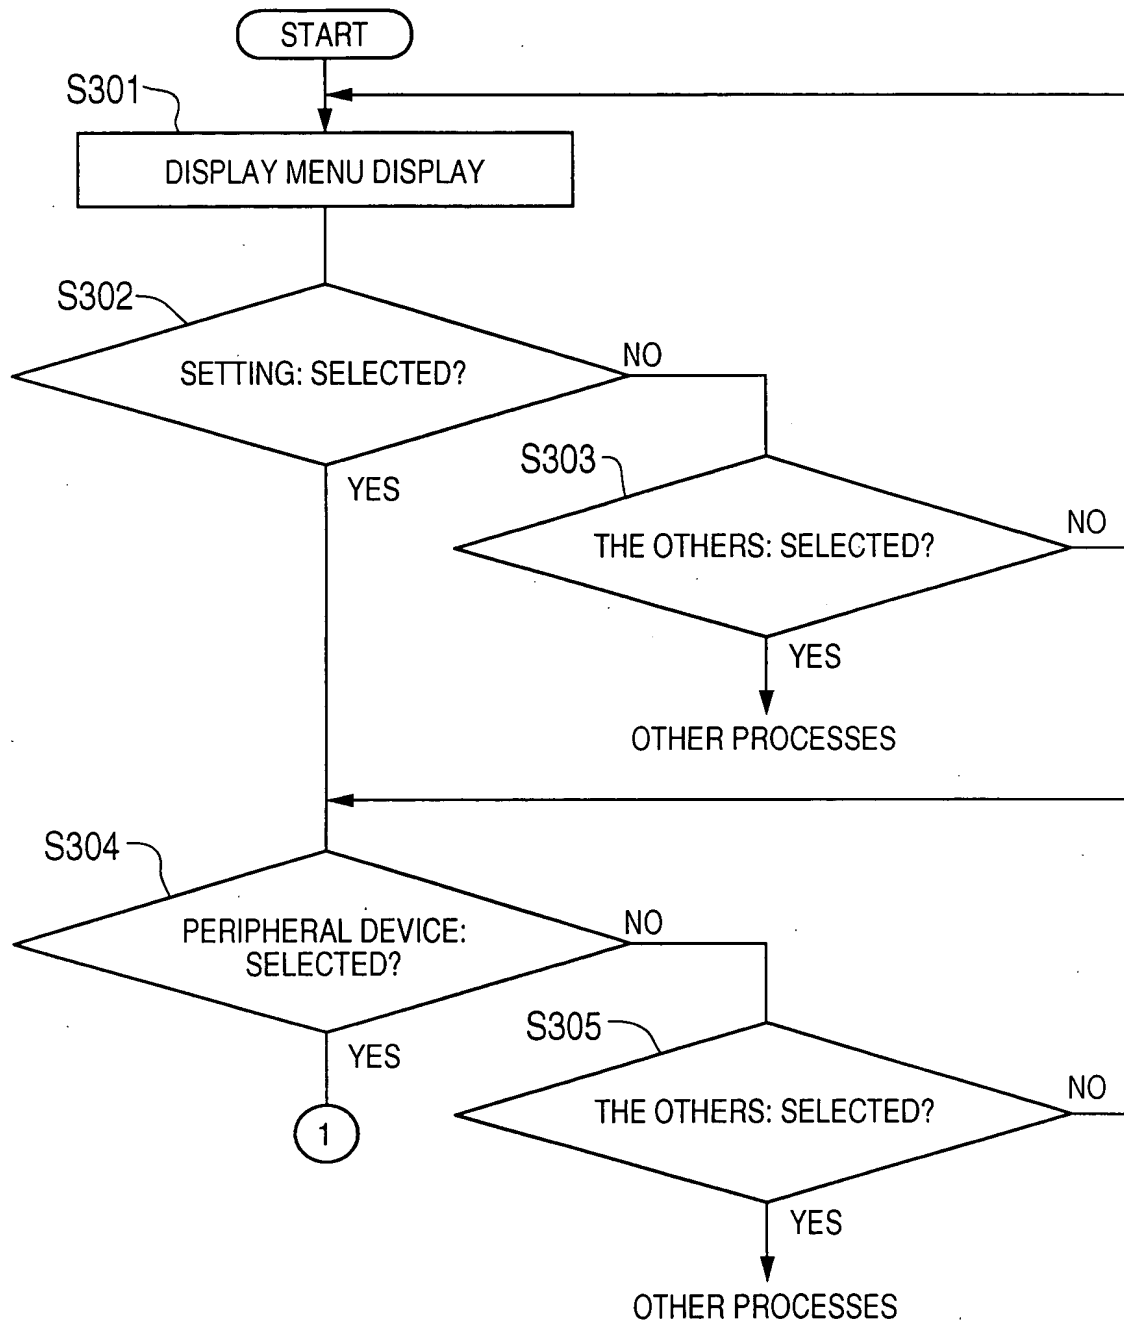 START
S301
DISPLAY MENU DISPLAY
S302
SETTING: SELECTED?
NO
YES
S303
THE OTHERS: SELECTED?
NO
YES
OTHER PROCESSES
S304
PERIPHERAL DEVICE:
SELECTED?
NO
YES
1
S305
THE OTHERS: SELECTED?
NO
YES
OTHER PROCESSES